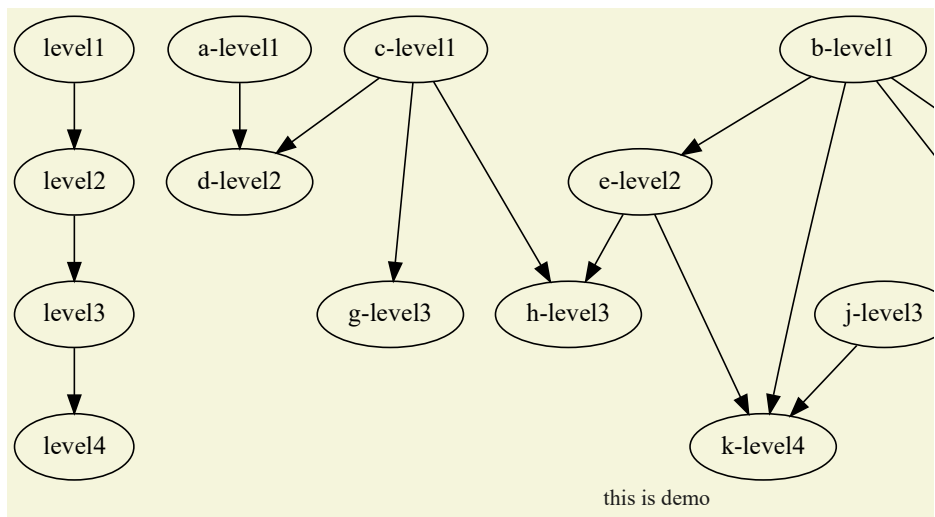 level1
a-level1
c-level1
b-level1
level2
d-level2
e-level2
level3
g-level3
h-level3
j-level3
level4
k-level4
this is demo